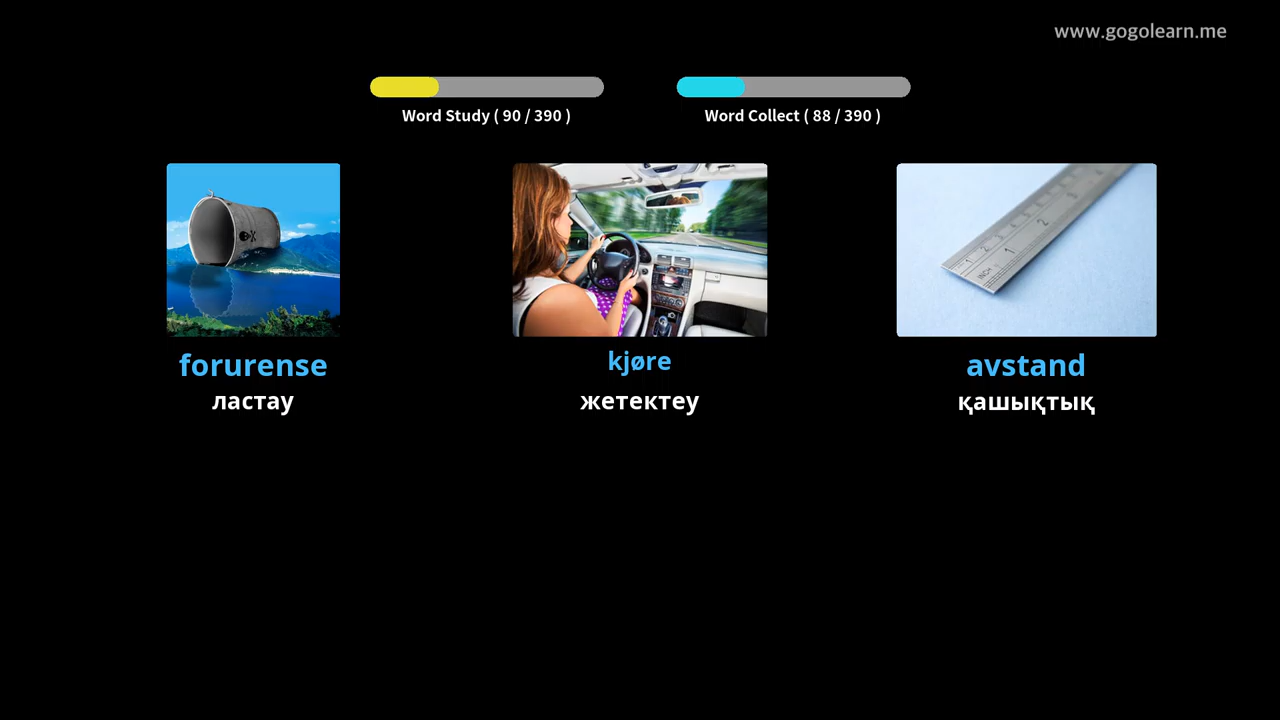 www.gogolearn.me
Word Study ( 90 / 390 )
Word Collect ( 88 / 390 )
forurense
ластау
kjøre
жетектеу
avstand
қашықтық